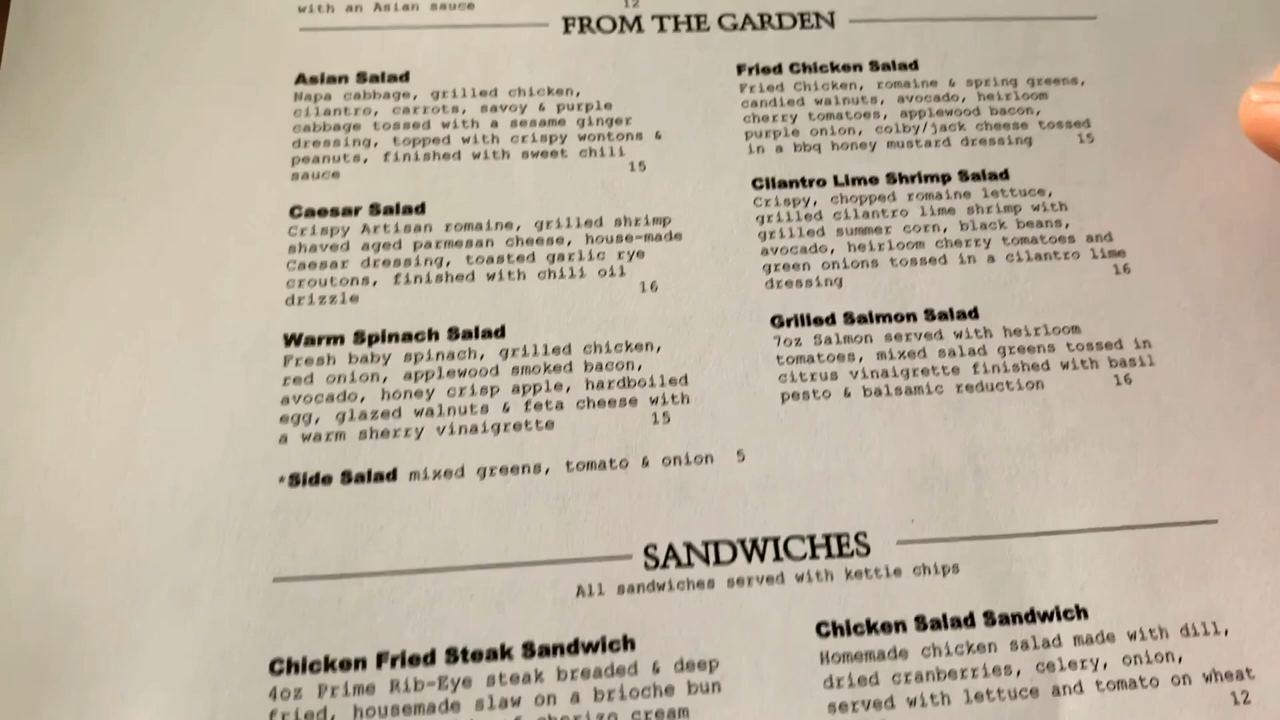 with an Asian sauce 12
FROM THE GARDEN
Asian Salad
Napa cabbage, grilled chicken,
cilantro, carrots, savoy & purple
cabbage tossed with a sesame ginger
dressing, topped with crispy wontons &
peanuts, finished with sweet chili
sauce 15
Caesar Salad
Crispy Artisan romaine, grilled shrimp
shaved aged parmesan cheese, house-made
Caesar dressing, toasted garlic rye
croutons, finished with chili oil
drizzle 16
Warm Spinach Salad
Fresh baby spinach, grilled chicken,
red onion, applewood smoked bacon,
avocado, honey crisp apple, hardboiled
egg, glazed walnuts & feta cheese with
a warm sherry vinaigrette 15
*Side Salad mixed greens, tomato & onion 5
Fried Chicken Salad
Fried Chicken, romaine & spring greens,
candied walnuts, avocado, heirloom
cherry tomatoes, applewood bacon,
purple onion, colby/jack cheese tossed
in a bbq honey mustard dressing 15
Cilantro Lime Shrimp Salad
Crispy, chopped romaine lettuce,
grilled cilantro lime shrimp with
grilled summer corn, black beans,
avocado, heirloom cherry tomatoes and
green onions tossed in a cilantro lime
dressing 16
Grilled Salmon Salad
7oz Salmon served with heirloom
tomatoes, mixed salad greens tossed in
citrus vinaigrette finished with basil
pesto & balsamic reduction 16
SANDWICHES
All sandwiches served with kettle chips
Chicken Fried Steak Sandwich
4oz Prime Rib-Eye steak breaded & deep
fried, housemade slaw on a brioche bun
chorizo cream
Chicken Salad Sandwich
Homemade chicken salad made with dill,
dried cranberries, celery, onion,
served with lettuce and tomato on wheat
12